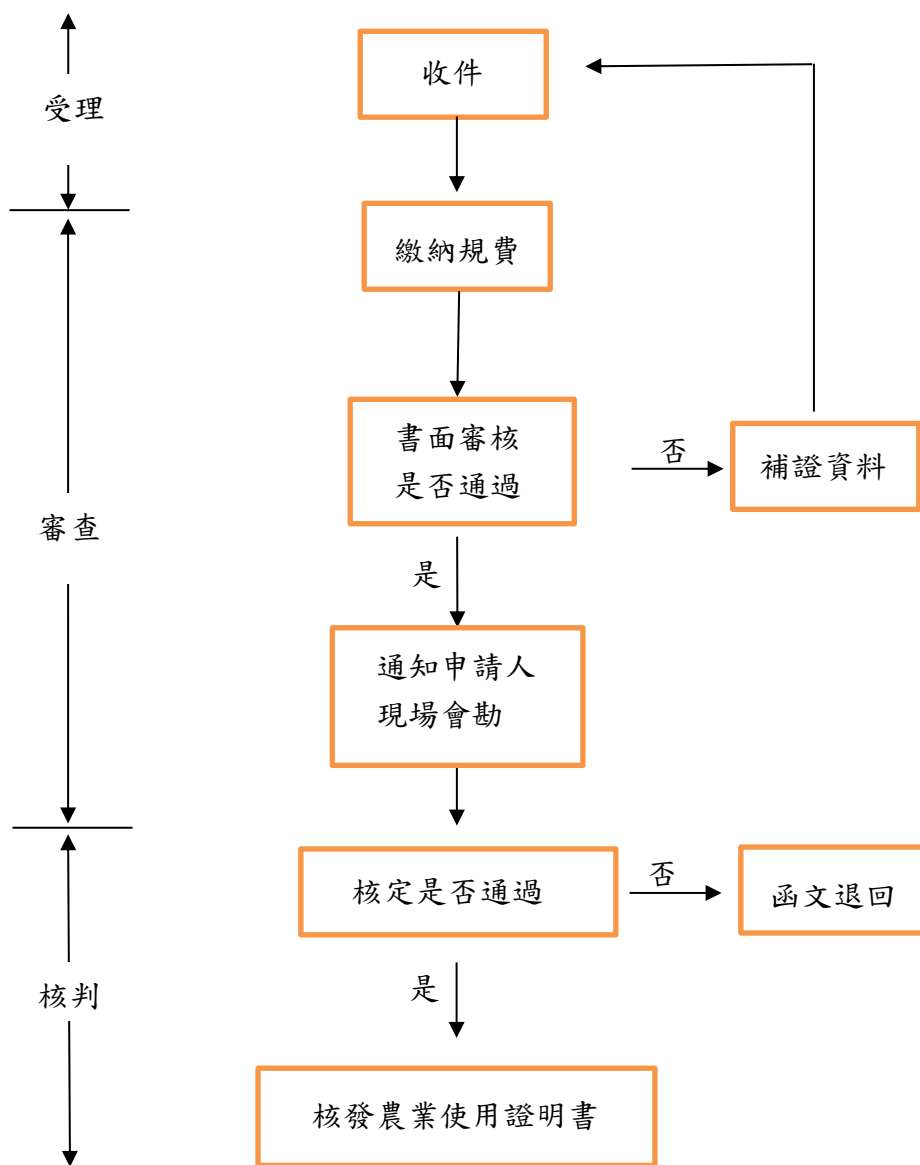 收件
受理
繳納規費
書面審核
是否通過
否
補證資料
審查
是
通知申請人
現場會勘
核定是否通過
否
函文退回
是
核判
核發農業使用證明書